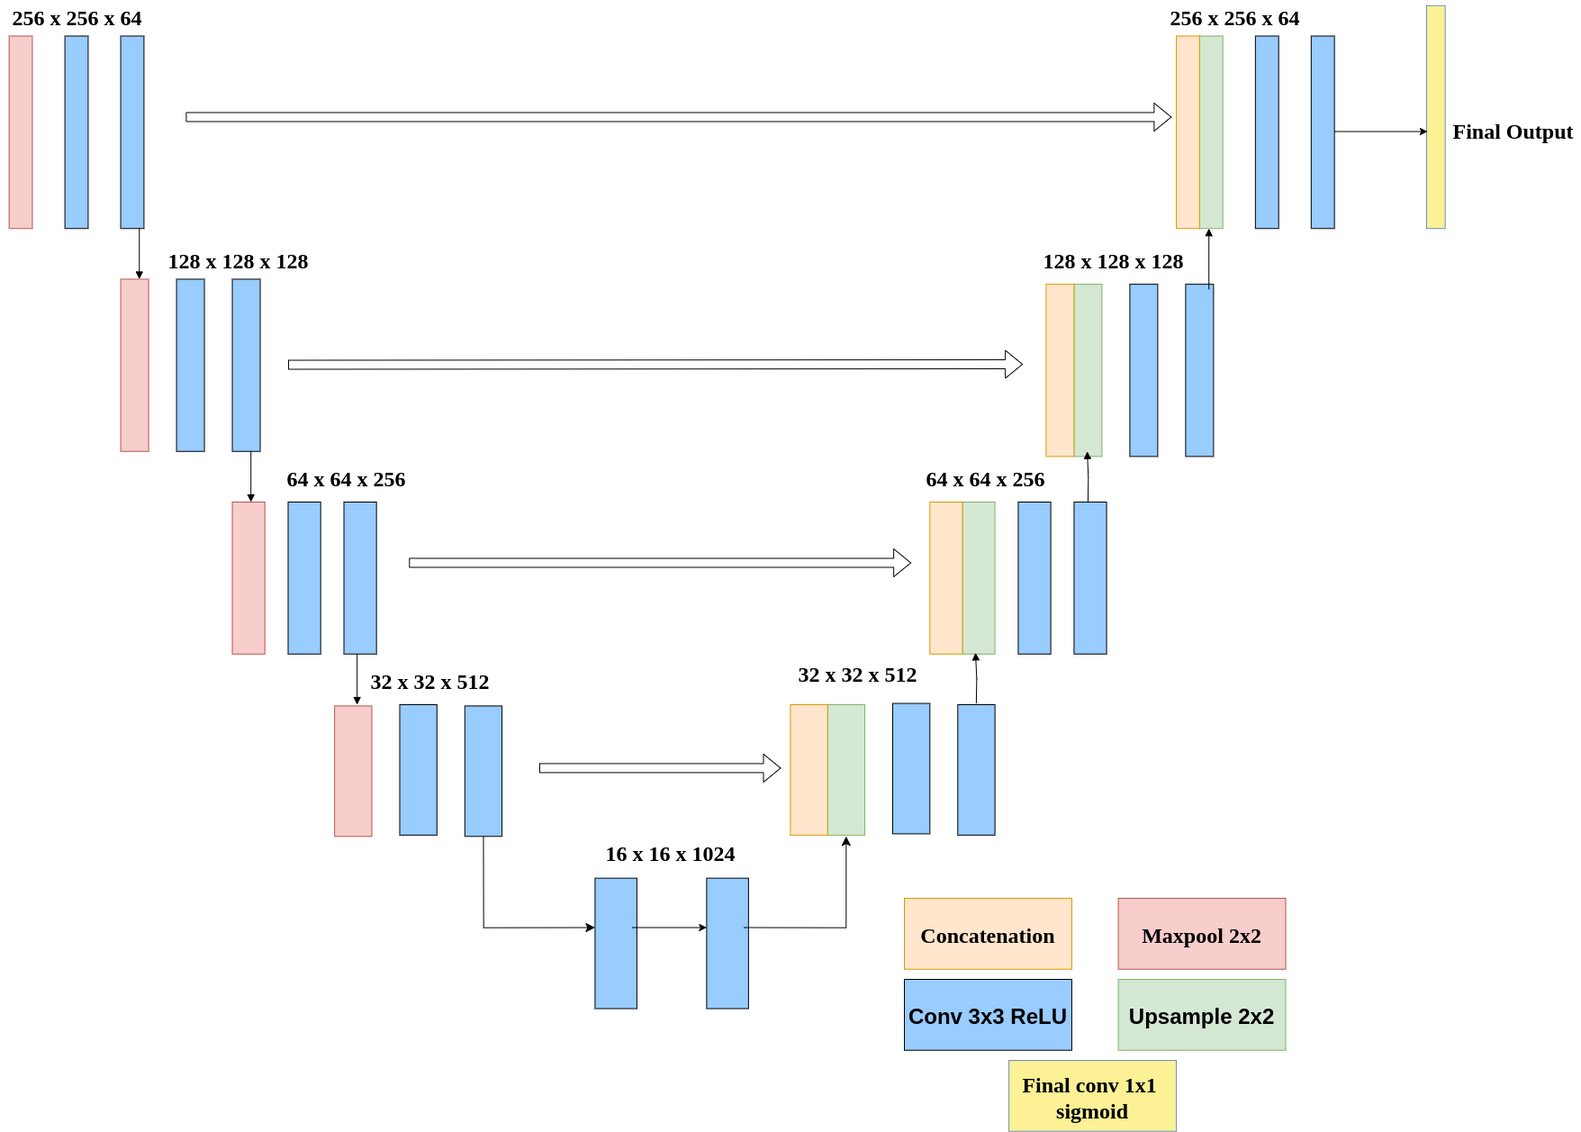 256 x 256 x 64
256 x 256 x 64
Final Output
128 x 128 x 128
128 x 128 x 128
64 x 64 x 256
64 x 64 x 256
32 x 32 x 512
32 x 32 x 512
16 x 16 x 1024
Concatenation
Maxpool 2x2
Conv 3x3 ReLU
Upsample 2x2
Final conv 1x1
sigmoid